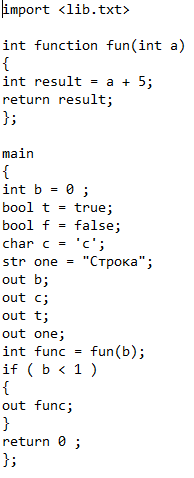 import <lib.txt>
int function fun(int a)
{
int result = a + 5;
return result;
};
main
{
int b = 0 ;
bool t = true;
bool f = false;
char c = 'c';
str one = "Строка";
out b;
out c;
out t;
out one;
int func = fun(b);
if ( b < 1 )
{
out func;
}
return 0 ;
};